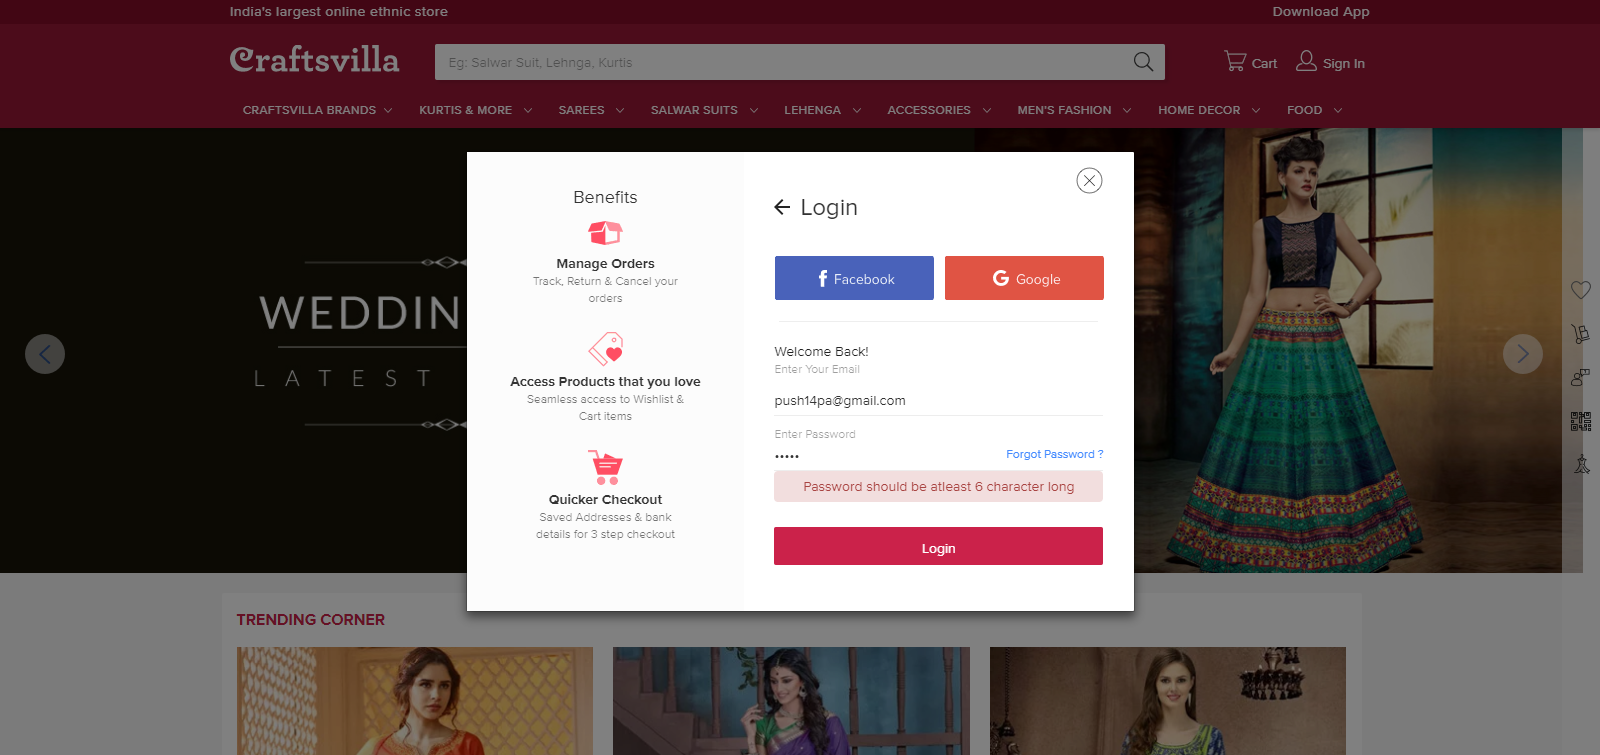 India's largest online ethnic store
Download App
Craftsvilla
Eg: Salwar Suit, Lehnga, Kurtis
Cart
Sign In
CRAFTSVILLA BRANDS
KURTIS & MORE
SAREES
SALWAR SUITS
LEHENGA
ACCESSORIES
MEN'S FASHION
HOME DECOR
FOOD
WEDDIN
LATEST
Benefits
Manage Orders
Track, Return & Cancel your
orders
Access Products that you love
Seamless access to Wishlist &
Cart items
Quicker Checkout
Saved Addresses & bank
details for 3 step checkout
Login
Facebook
Google
Welcome Back!
Enter Your Email
push14pa@gmail.com
Enter Password
•••••
Forgot Password ?
Password should be atleast 6 character long
Login
TRENDING CORNER